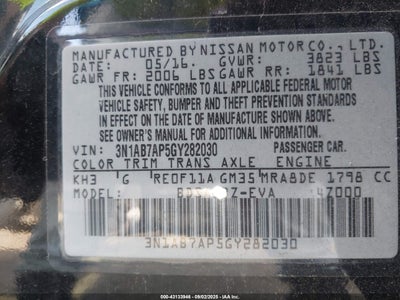 MANUFACTURED BY NISSAN MOTOR CO., LTD.
DATE: 05/16. GVWR: 3823 LBS
GAWR FR: 2006 LBS GAWR RR: 1841 LBS
THIS VEHICLE CONFORMS TO ALL APPLICABLE FEDERAL MOTOR
VEHICLE SAFETY, BUMPER AND THEFT PREVENTION STANDARDS
IN EFFECT ON THE DATE OF MANUFACTURE SHOWN ABOVE.
SEE OWNER'S MANUAL FOR ADDITIONAL INFORMATION.
VIN: 3N1AB7AP5GY282030 PASSENGER CAR.
COLOR TRIM TRANS AXLE ENGINE
KH3 G RE0F11A GM35 MRA8DE 1798 CC
MODEL: Z-EVA 4Z000
3N1AB7AP5GY282030
000-43133948 - 09/02/2025 -